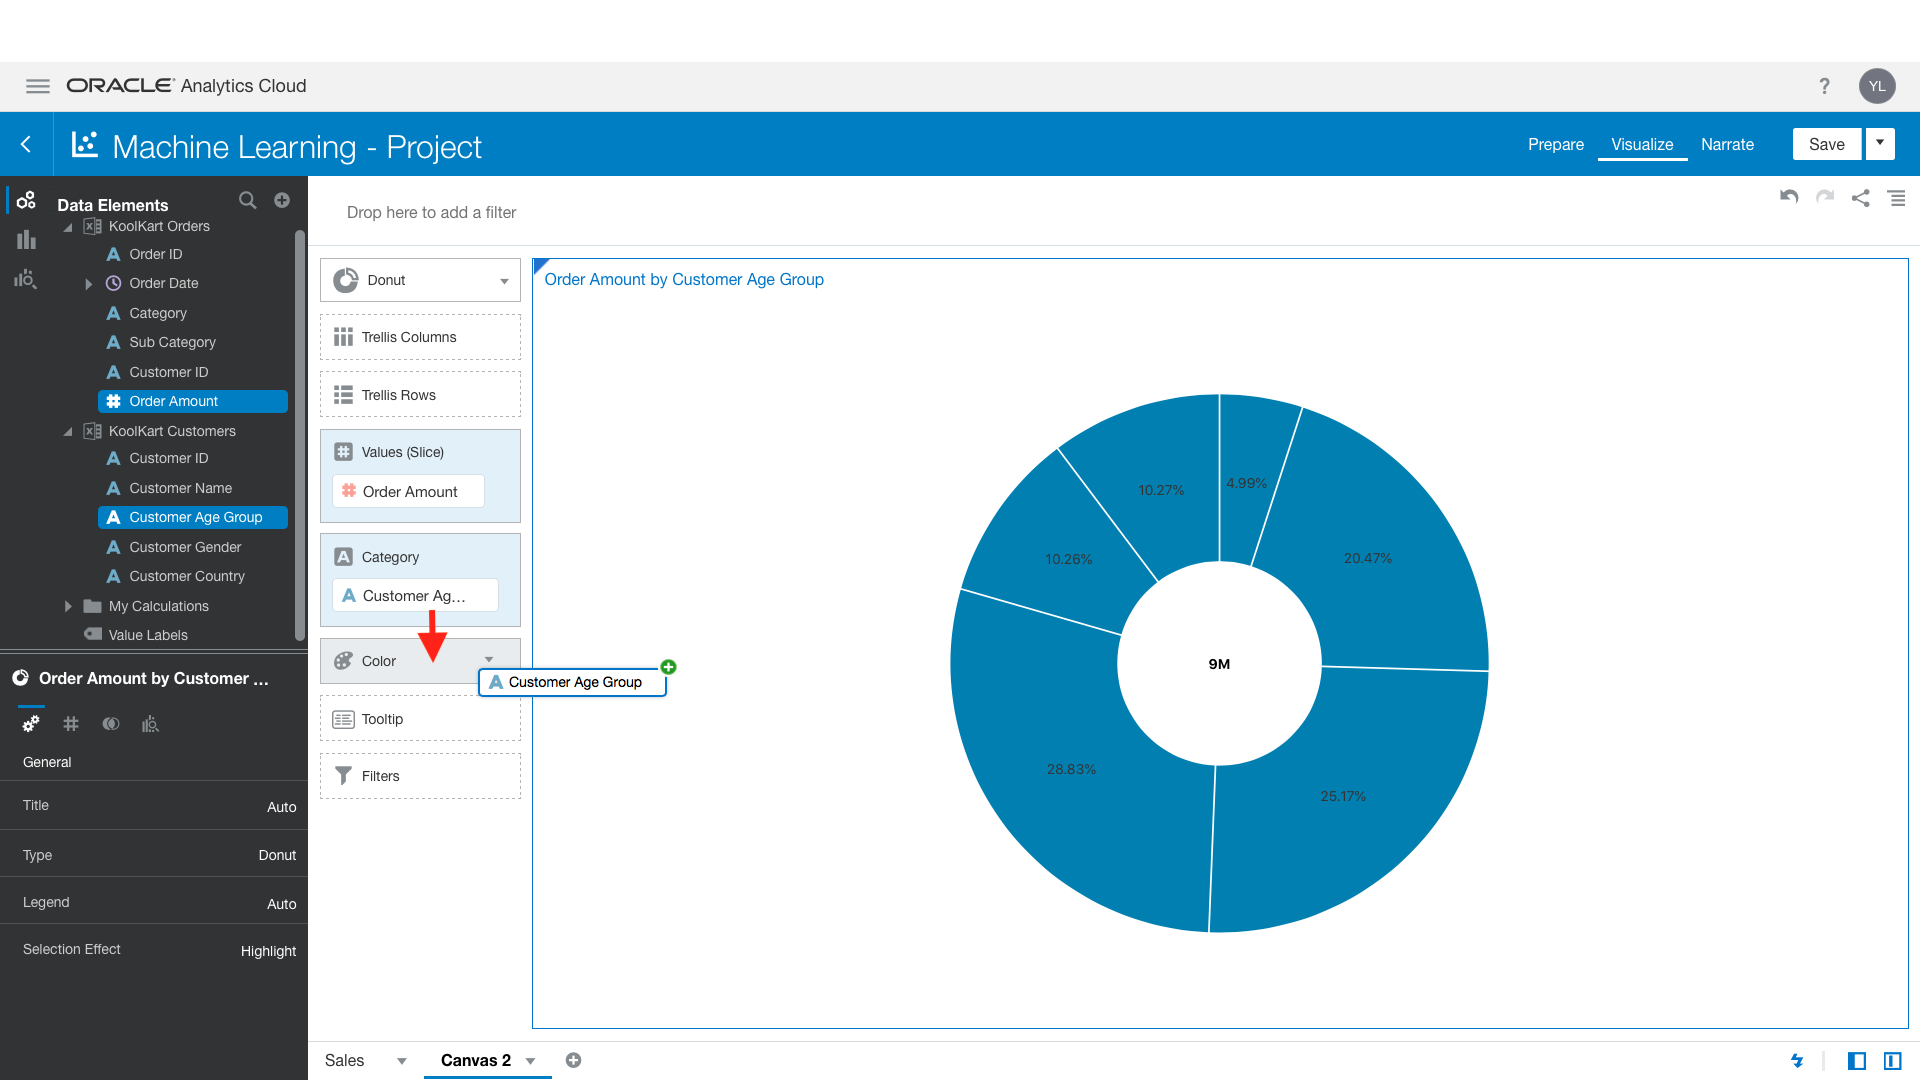 ORACLE Analytics Cloud
?
YL
Machine Learning - Project
Prepare
Visualize
Narrate
Save
Data Elements
KoolKart Orders
A Order ID
Order Date
A Category
A Sub Category
A Customer ID
# Order Amount
KoolKart Customers
A Customer ID
A Customer Name
A Customer Age Group
A Customer Gender
A Customer Country
My Calculations
Value Labels
Order Amount by Customer ...
#
General
Title Auto
Type Donut
Legend Auto
Selection Effect Highlight
Drop here to add a filter
Donut
Trellis Columns
Trellis Rows
# Values (Slice)
# Order Amount
A Category
A Customer Ag...
Color
A Customer Age Group
Tooltip
Filters
Order Amount by Customer Age Group
10.27%
4.99%
10.26%
20.47%
9M
28.83%
25.17%
Sales
Canvas 2